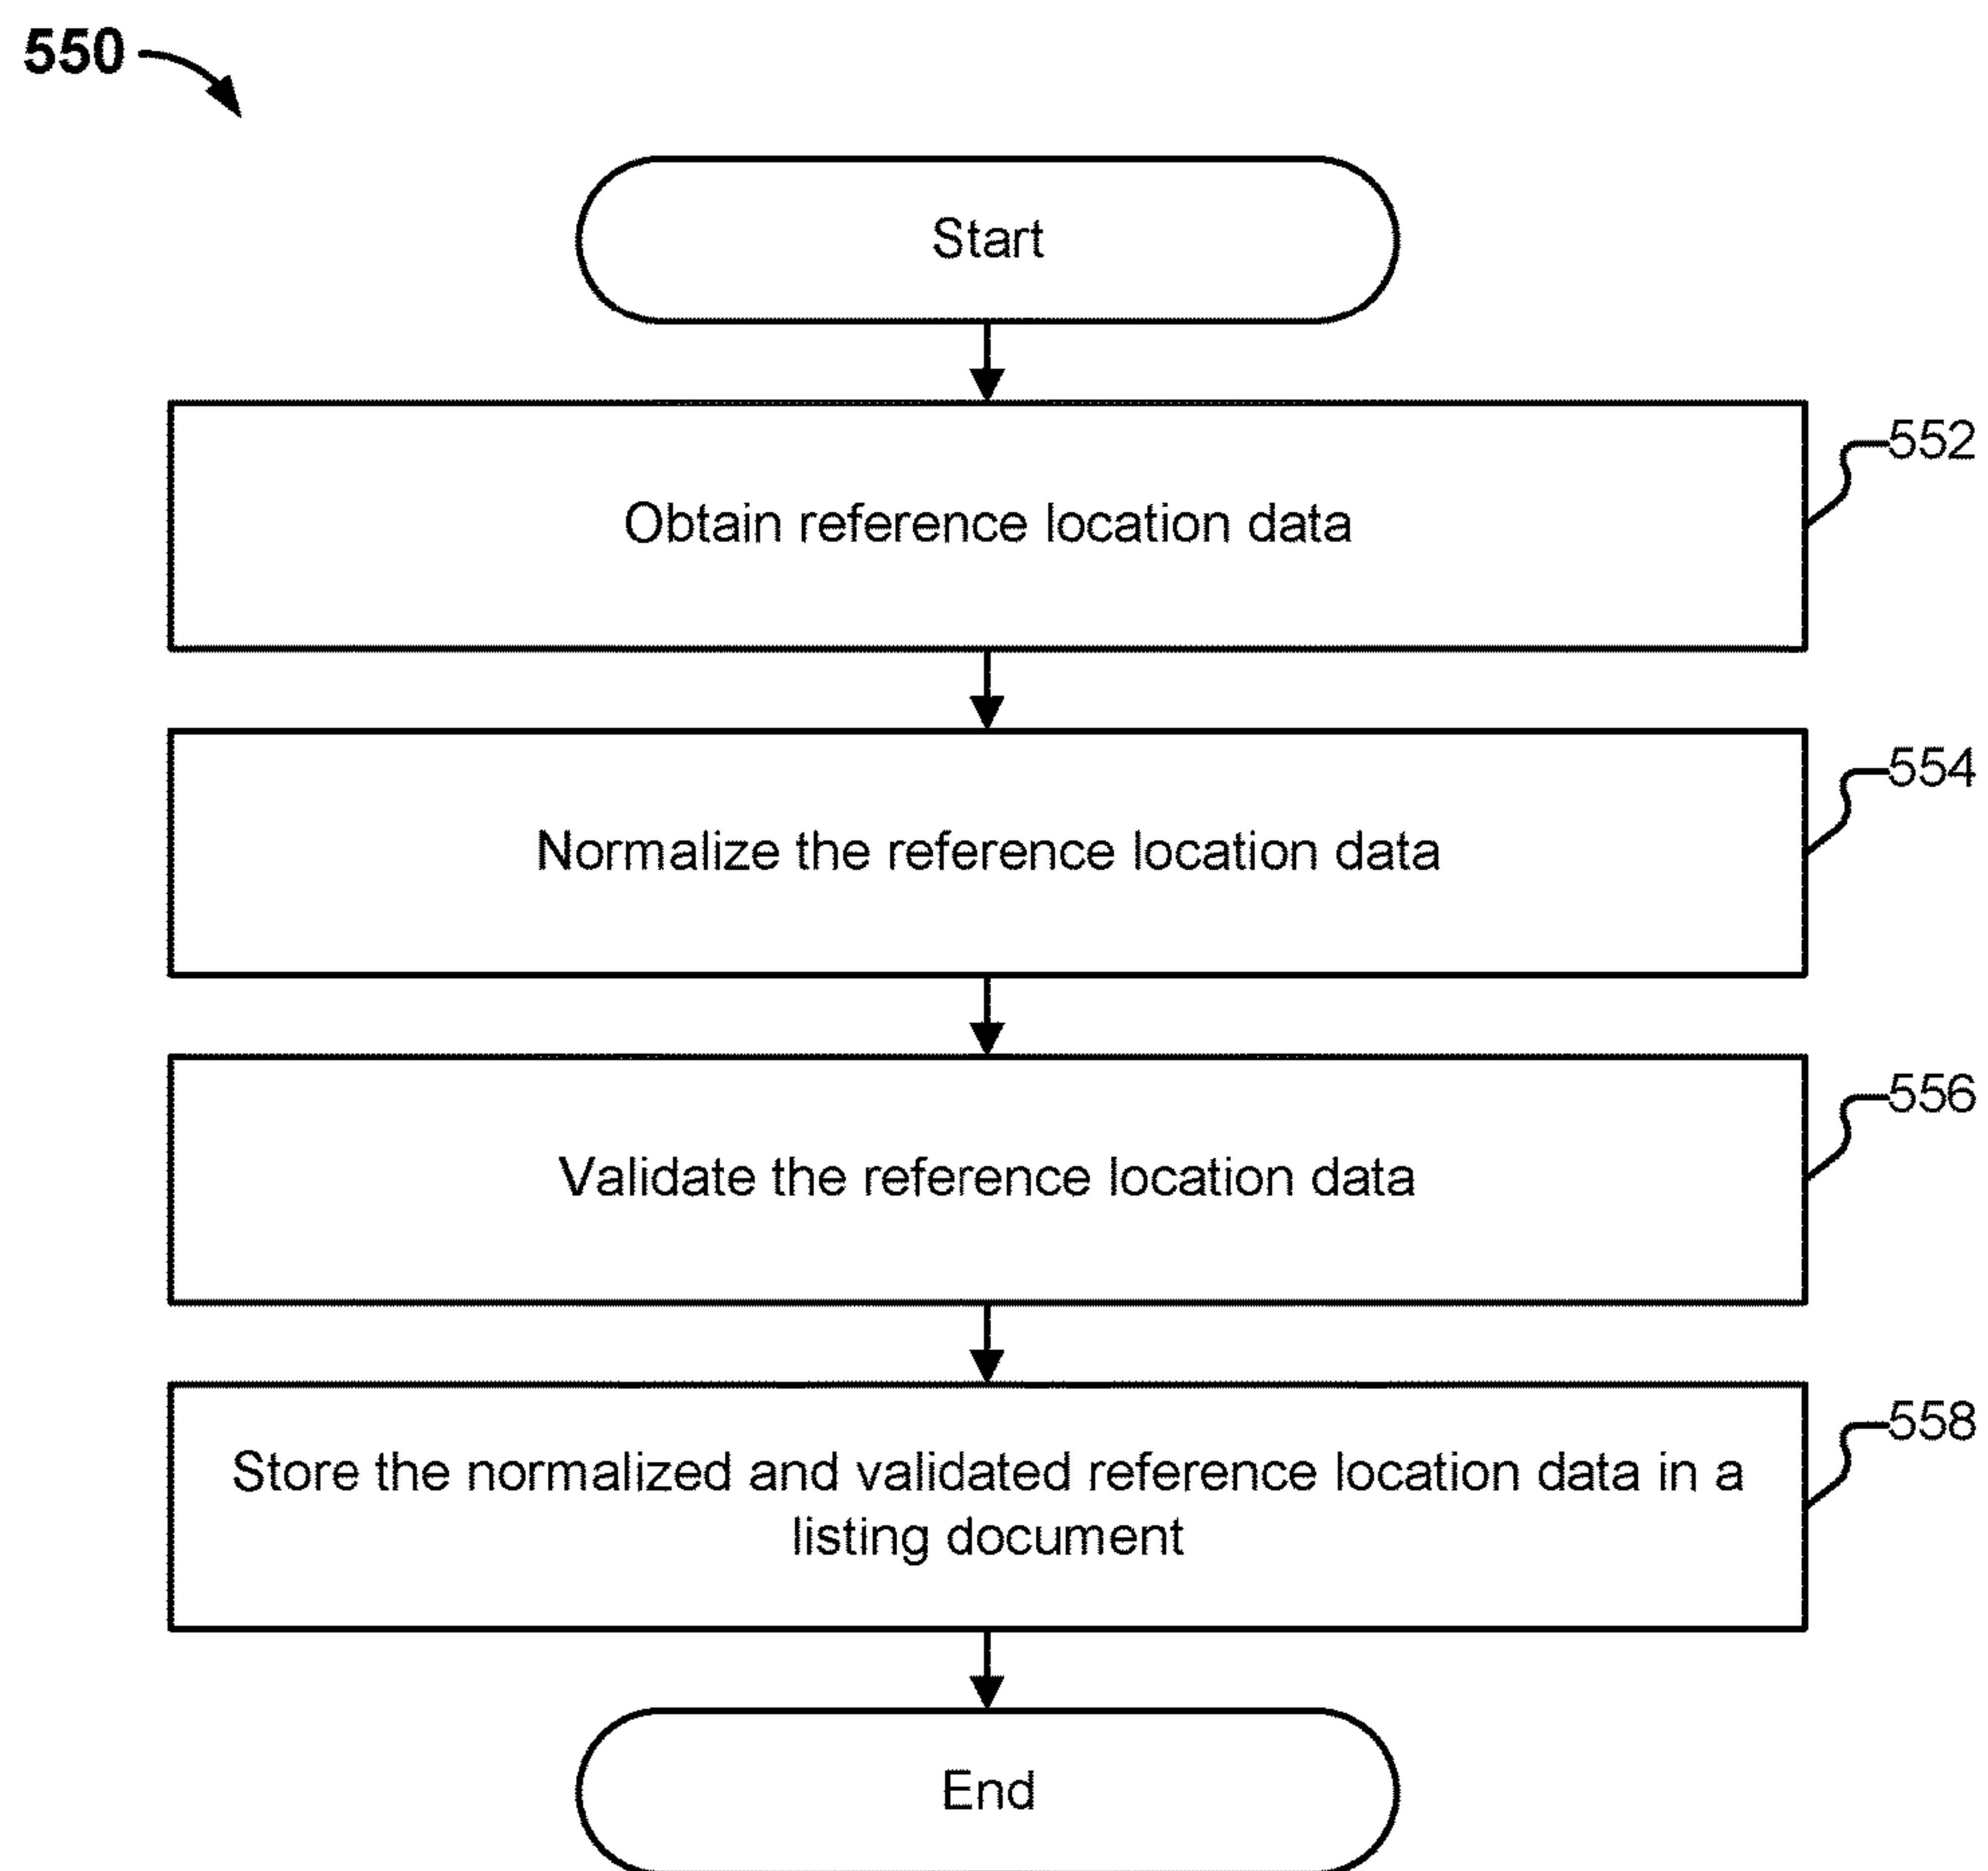 550
Start
552
Obtain reference location data
554
Normalize the reference location data
556
Validate the reference location data
558
Store the normalized and validated reference location data in a
listing document
End